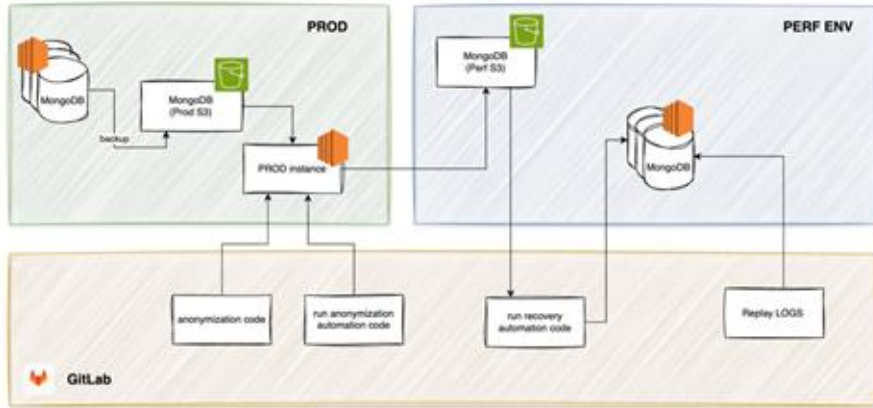 PROD
MongoDB
backup
MongoDB
(Prod S3)
PROD instance
PERF ENV
MongoDB
(Perf S3)
MongoDB
anonymization code
run anonymization
automation code
run recovery
automation code
Replay LOGS
GitLab